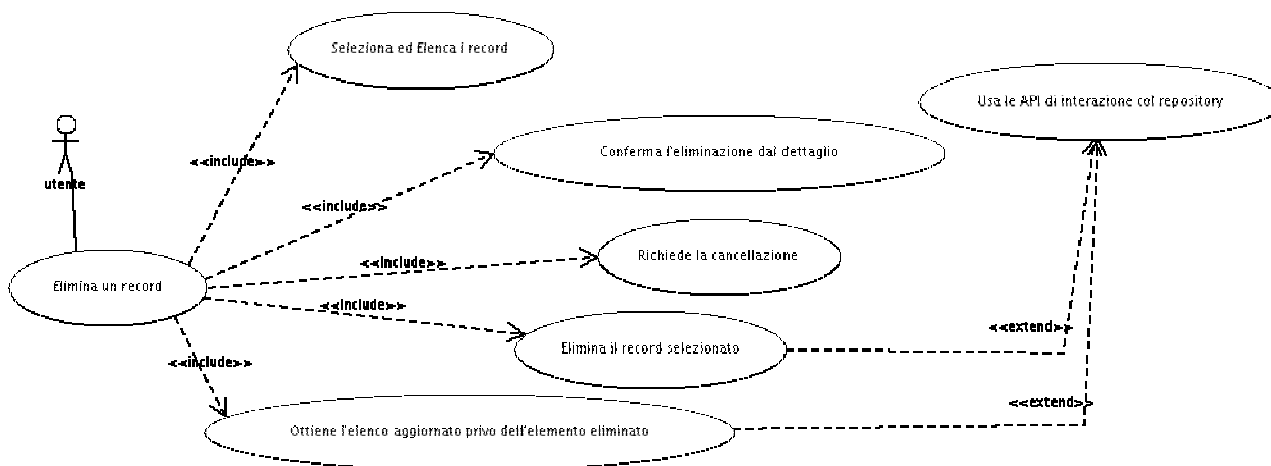 Seleziona ed Elenca i record
Usa le API di interazione col repository
<<include>>
Conferma l'eliminazione dal dettaglio
utente
<<include>>
Richiede la cancellazione
<<include>>
Elimina un record
<<include>>
<<extend>>
Elimina il record selezionato
<<include>>
<<extend>>
Ottiene l'elenco aggiornato privo dell'elemento eliminato